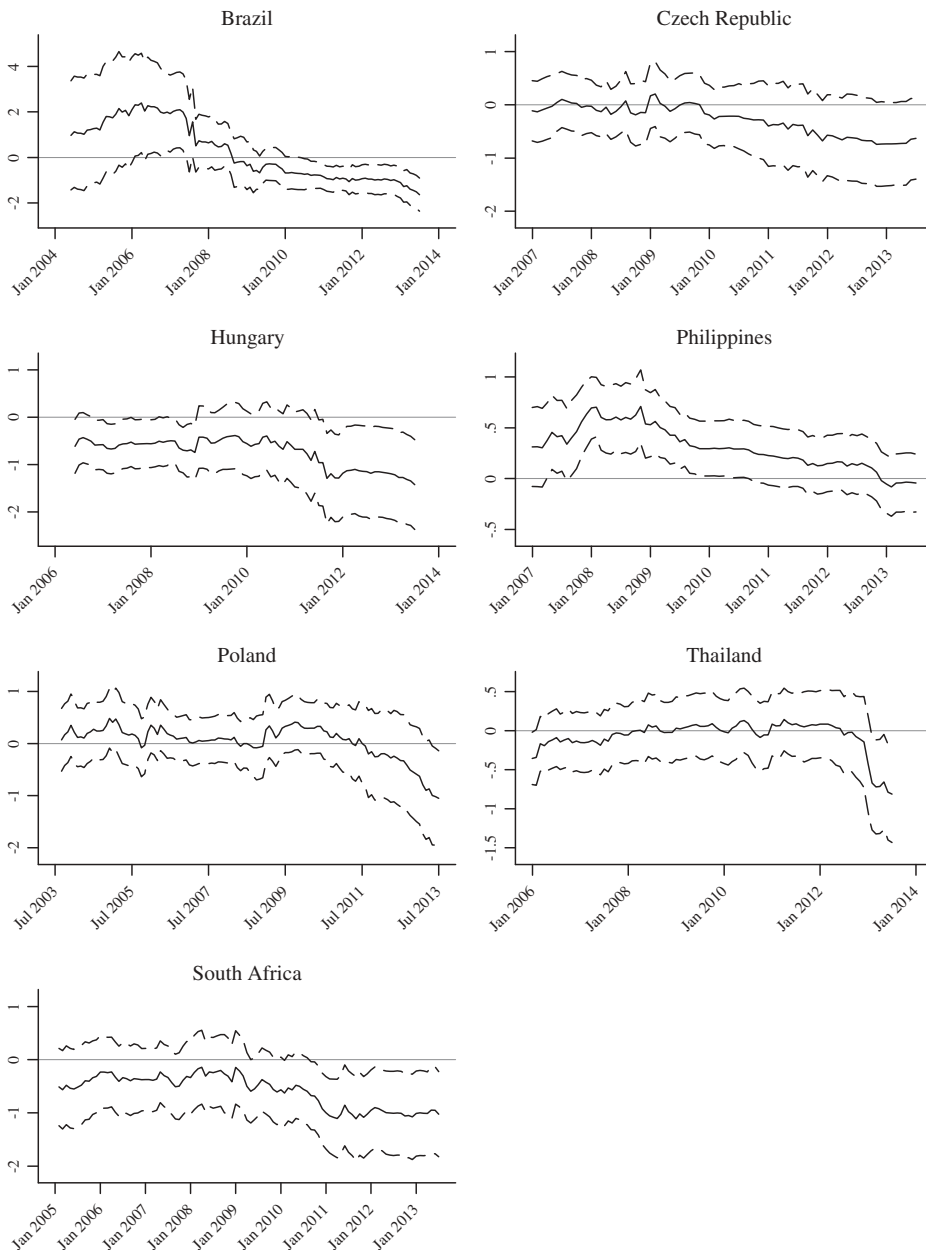 Brazil
4
2
0
-2
Jan 2004
Jan 2006
Jan 2008
Jan 2010
Jan 2012
Jan 2014
Czech Republic
1
0
-1
-2
Jan 2007
Jan 2008
Jan 2009
Jan 2010
Jan 2011
Jan 2012
Jan 2013
Hungary
1
0
-1
-2
Jan 2006
Jan 2008
Jan 2010
Jan 2012
Jan 2014
Philippines
1
.5
0
-.5
Jan 2007
Jan 2008
Jan 2009
Jan 2010
Jan 2011
Jan 2012
Jan 2013
Poland
1
0
-1
-2
Jul 2003
Jul 2005
Jul 2007
Jul 2009
Jul 2011
Jul 2013
Thailand
.5
0
-.5
-1
-1.5
Jan 2006
Jan 2008
Jan 2010
Jan 2012
Jan 2014
South Africa
1
0
-1
-2
Jan 2005
Jan 2006
Jan 2007
Jan 2008
Jan 2009
Jan 2010
Jan 2011
Jan 2012
Jan 2013